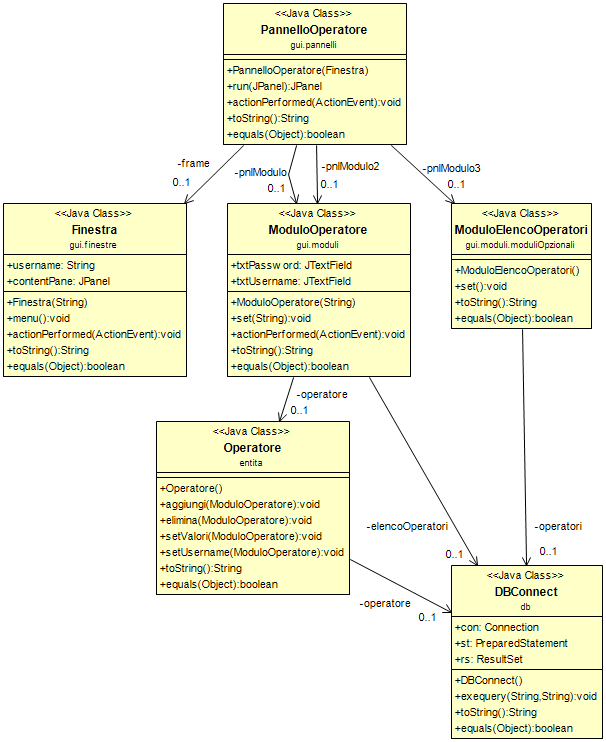 <<Java Class>>
PannelloOperatore
gui.pannelli
+PannelloOperatore(Finestra)
+run(JPanel):JPanel
+actionPerformed(ActionEvent):void
+toString():String
+equals(Object):boolean
-frame
0..1
-pnlModulo
0..1
-pnlModulo2
0..1
-pnlModulo3
0..1
<<Java Class>>
Finestra
gui.finestre
+username: String
+contentPane: JPanel
+Finestra(String)
+menu():void
+actionPerformed(ActionEvent):void
+toString():String
+equals(Object):boolean
<<Java Class>>
ModuloOperatore
gui.moduli
+txtPassword: JTextField
+txtUsername: JTextField
+ModuloOperatore(String)
+set(String):void
+actionPerformed(ActionEvent):void
+toString():String
+equals(Object):boolean
<<Java Class>>
ModuloElencoOperatori
gui.moduli.moduliOpzionali
+ModuloElencoOperatori()
+set():void
+toString():String
+equals(Object):boolean
-operatore
0..1
<<Java Class>>
Operatore
entita
+Operatore()
+aggiungi(ModuloOperatore):void
+elimina(ModuloOperatore):void
+setValori(ModuloOperatore):void
+setUsername(ModuloOperatore):void
+toString():String
+equals(Object):boolean
-elencoOperatori
0..1
-operatori
0..1
-operatore
0..1
<<Java Class>>
DBConnect
db
+con: Connection
+st: PreparedStatement
+rs: ResultSet
+DBConnect()
+exequery(String,String):void
+toString():String
+equals(Object):boolean